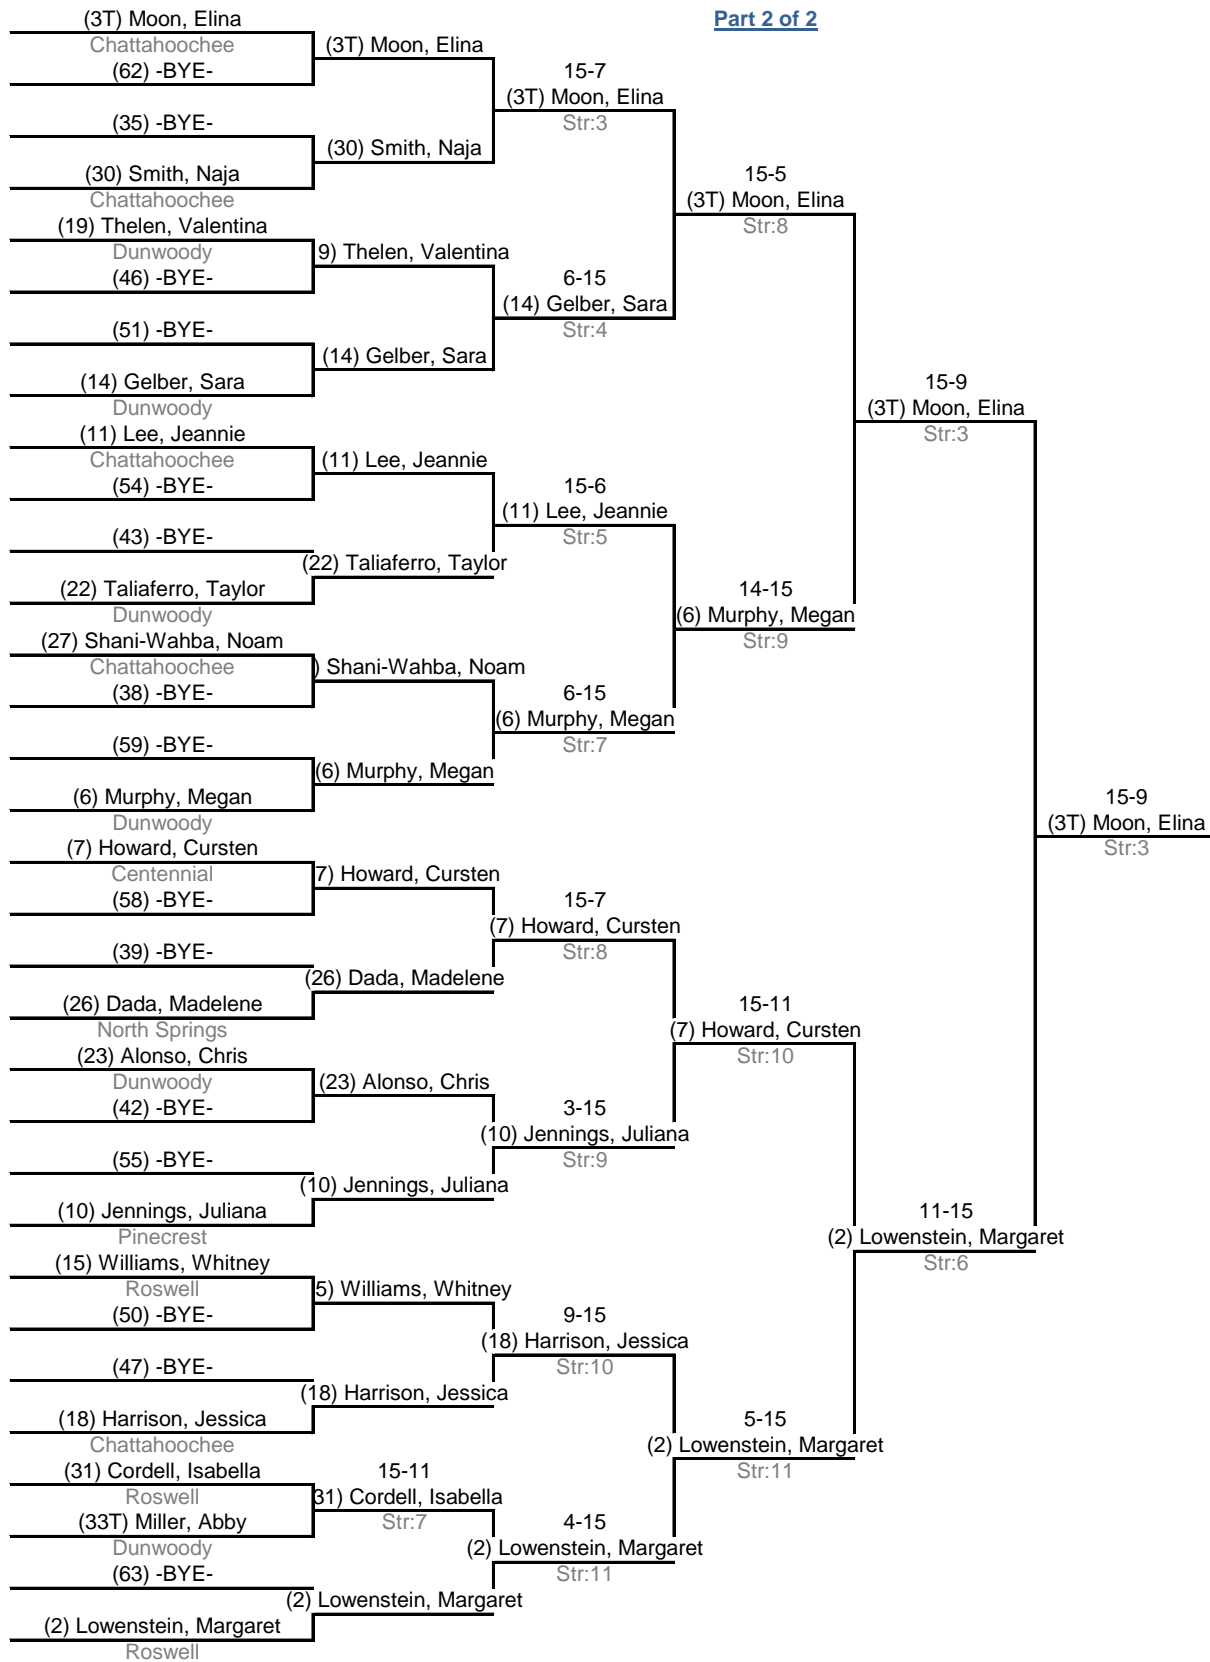 Part 2 of 2
(3T) Moon, Elina
Chattahoochee
(62) -BYE-
(35) -BYE-
(30) Smith, Naja
Chattahoochee
(19) Thelen, Valentina
Dunwoody
(46) -BYE-
(51) -BYE-
(14) Gelber, Sara
Dunwoody
(11) Lee, Jeannie
Chattahoochee
(54) -BYE-
(43) -BYE-
(22) Taliaferro, Taylor
Dunwoody
(27) Shani-Wahba, Noam
Chattahoochee
(38) -BYE-
(59) -BYE-
(6) Murphy, Megan
Dunwoody
(7) Howard, Cursten
Centennial
(58) -BYE-
(39) -BYE-
(26) Dada, Madelene
North Springs
(23) Alonso, Chris
Dunwoody
(42) -BYE-
(55) -BYE-
(10) Jennings, Juliana
Pinecrest
(15) Williams, Whitney
Roswell
(50) -BYE-
(47) -BYE-
(18) Harrison, Jessica
Chattahoochee
(31) Cordell, Isabella
Roswell
(33T) Miller, Abby
Dunwoody
(63) -BYE-
(2) Lowenstein, Margaret
Roswell
(3T) Moon, Elina
(30) Smith, Naja
9) Thelen, Valentina
(14) Gelber, Sara
(11) Lee, Jeannie
(22) Taliaferro, Taylor
) Shani-Wahba, Noam
(6) Murphy, Megan
7) Howard, Cursten
(26) Dada, Madelene
(23) Alonso, Chris
(10) Jennings, Juliana
5) Williams, Whitney
(18) Harrison, Jessica
15-11
31) Cordell, Isabella
Str:7
(2) Lowenstein, Margaret
15-7
(3T) Moon, Elina
Str:3
6-15
(14) Gelber, Sara
Str:4
15-6
(11) Lee, Jeannie
Str:5
6-15
(6) Murphy, Megan
Str:7
15-7
(7) Howard, Cursten
Str:8
3-15
(10) Jennings, Juliana
Str:9
9-15
(18) Harrison, Jessica
Str:10
4-15
(2) Lowenstein, Margaret
Str:11
15-5
(3T) Moon, Elina
Str:8
14-15
(6) Murphy, Megan
Str:9
15-11
(7) Howard, Cursten
Str:10
5-15
(2) Lowenstein, Margaret
Str:11
15-9
(3T) Moon, Elina
Str:3
11-15
(2) Lowenstein, Margaret
Str:6
15-9
(3T) Moon, Elina
Str:3